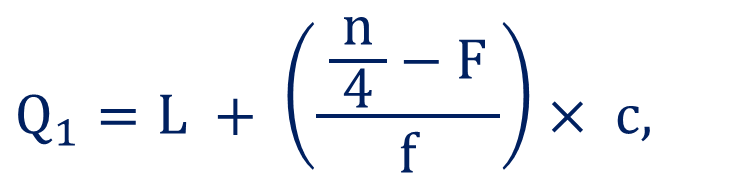 Q₁ = L + ( (n/4 − F) / f ) × c,